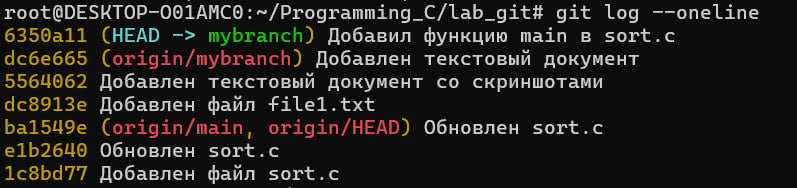 root@DESKTOP-O01AMC0:~/Programming_C/lab_git# git log --oneline
6350a11 (HEAD -> mybranch) Добавил функцию main в sort.c
dc6e665 (origin/mybranch) Добавлен текстовый документ
5564062 Добавлен текстовый документ со скриншотами
dc8913e Добавлен файл file1.txt
ba1549e (origin/main, origin/HEAD) Обновлен sort.c
e1b2640 Обновлен sort.c
1c8bd77 Добавлен файл sort.c